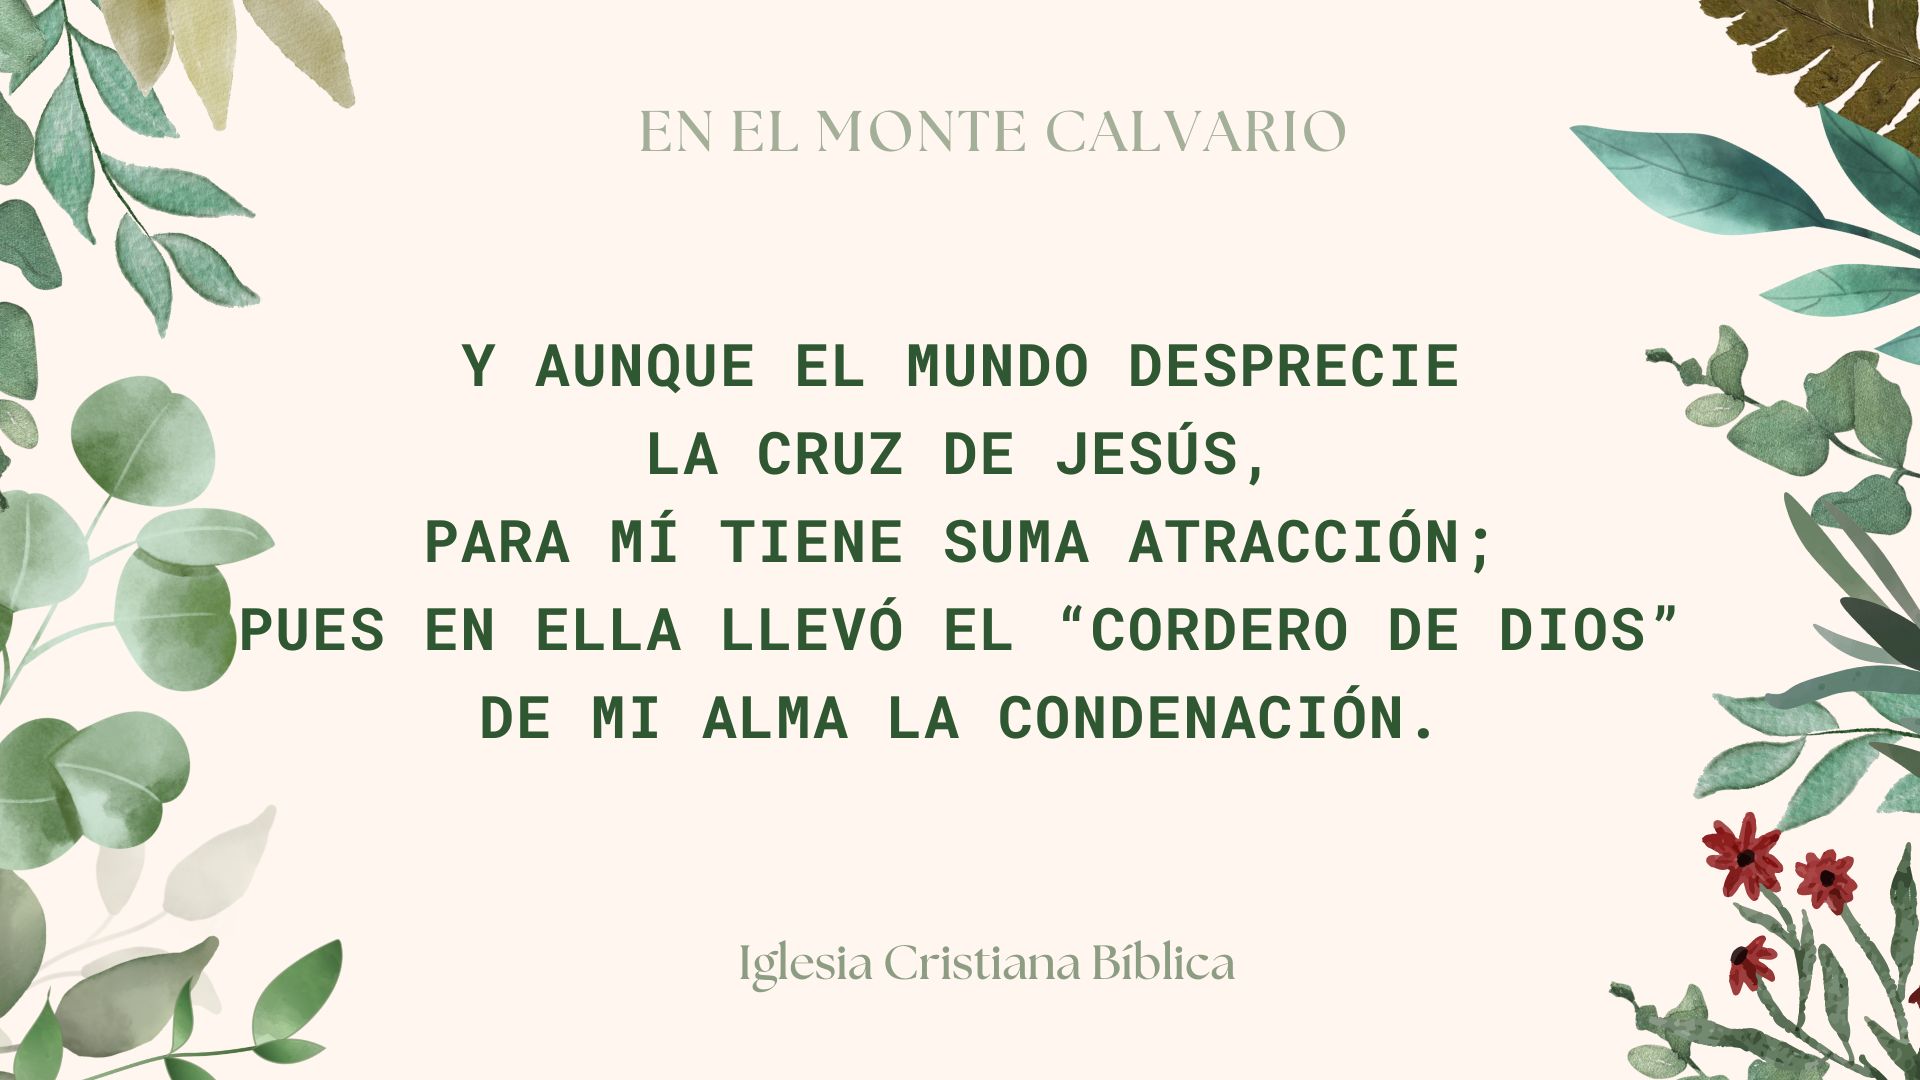 EN EL MONTE CALVARIO
Y AUNQUE EL MUNDO DESPRECIE
LA CRUZ DE JESÚS,
PARA MÍ TIENE SUMA ATRACCIÓN;
PUES EN ELLA LLEVÓ EL “CORDERO DE DIOS”
DE MI ALMA LA CONDENACIÓN.
Iglesia Cristiana Bíblica